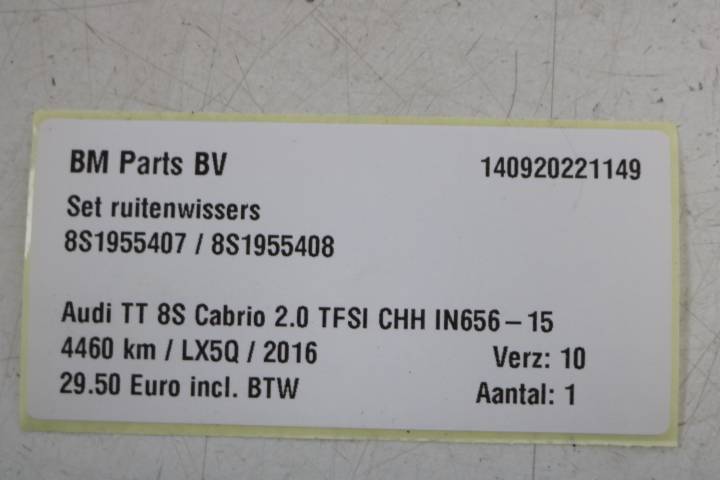 BM Parts BV 140920221149
Set ruitenwissers
8S1955407 / 8S1955408
Audi TT 8S Cabrio 2.0 TFSI CHH IN656-15
4460 km / LX5Q / 2016 Verz: 10
29.50 Euro incl. BTW Aantal: 1